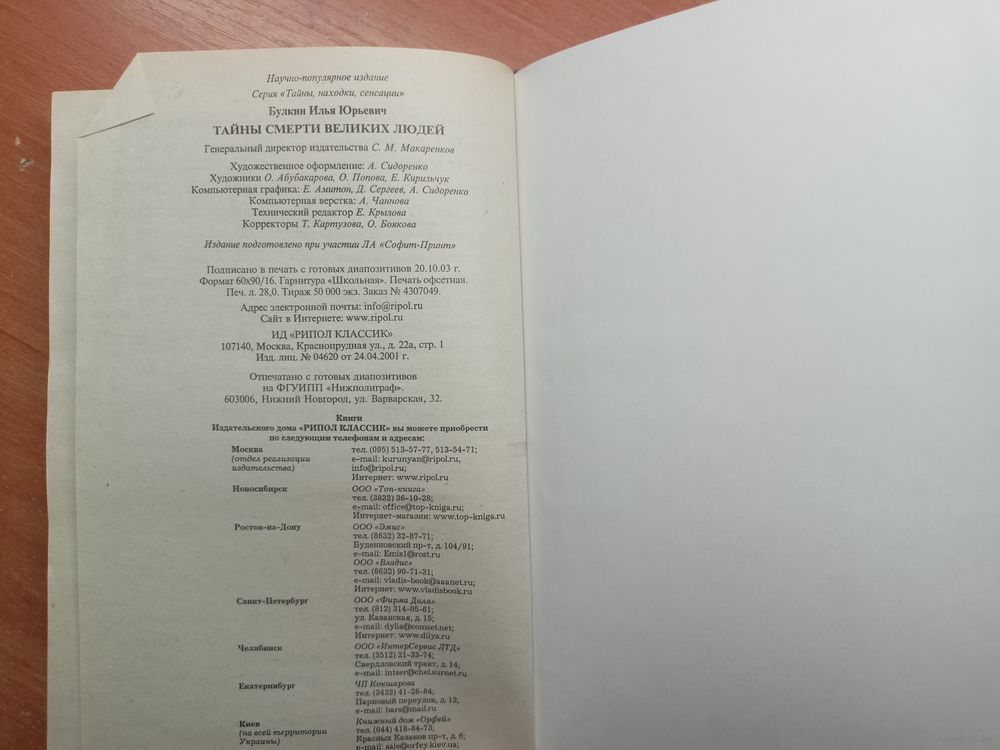 Научно-популярное издание
Серия «Тайны, находки, сенсации»
Булкин Илья Юрьевич
ТАЙНЫ СМЕРТИ ВЕЛИКИХ ЛЮДЕЙ
Генеральный директор издательства С. М. Макаренков
Художественное оформление: А. Сидоренко
Художники О. Абубакарова, О. Попова, Е. Кирильчук
Компьютерная графика: Е. Амитон, Д. Сергеев, А. Сидоренко
Компьютерная верстка: А. Чаннова
Технический редактор Е. Крылова
Корректоры Т. Картузова, О. Боякова
Издание подготовлено при участии ЛА «Софит-Принт»
Подписано в печать с готовых диапозитивов 20.10.03 г.
Формат 60x90/16. Гарнитура «Школьная». Печать офсетная.
Печ. л. 28,0. Тираж 50 000 экз. Заказ № 4307049.
Адрес электронной почты: info@ripol.ru
Сайт в Интернете: www.ripol.ru
ИД «РИПОЛ КЛАССИК»
107140, Москва, Краснопрудная ул., д. 22а, стр. 1
Изд. лиц. № 04620 от 24.04.2001 г.
Отпечатано с готовых диапозитивов
на ФГУИПП «Нижполиграф».
603006, Нижний Новгород, ул. Варварская, 32.
Книги
Издательского дома «РИПОЛ КЛАССИК» вы можете приобрести
по следующим телефонам и адресам:
Москва тел. (095) 513-57-77, 513-54-71;
(отдел реализации e-mail: kurunyan@ripol.ru,
издательства) info@ripol.ru;
Интернет: www.ripol.ru
Новосибирск ООО «Топ-книга»
тел. (3832) 36-10-28;
e-mail: office@top-kniga.ru;
Интернет-магазин: www.top-kniga.ru
Ростов-на-Дону ООО «Эмис»
тел. (8632) 32-87-71;
Буденновский пр-т, д. 104/91;
e-mail: Emis1@rost.ru
ООО «Владис»
тел. (8632) 90-71-31;
e-mail: vladis-book@aaanet.ru;
Интернет: www.vladisbook.ru
Санкт-Петербург ООО «Фирма Диля»
тел. (812) 314-05-61;
ул. Казанская, д. 15;
e-mail: dylia@comset.net;
Интернет: www.dilya.ru
Челябинск ООО «ИнтерСервис ЛТД»
тел. (3512) 21-33-74;
Свердловский тракт, д. 14;
e-mail: intser@chel.surnet.ru
Екатеринбург ЧП Кокшарова
тел. (3432) 41-26-64;
Парковый переулок, д. 12;
e-mail: bars@mail.ru
Киев Книжный дом «Орфей»
(на всей территории тел. (044) 418-84-73;
Украины) Красных Казаков пр-т, д. 6;
e-mail: sale@orfey.kiev.ua;